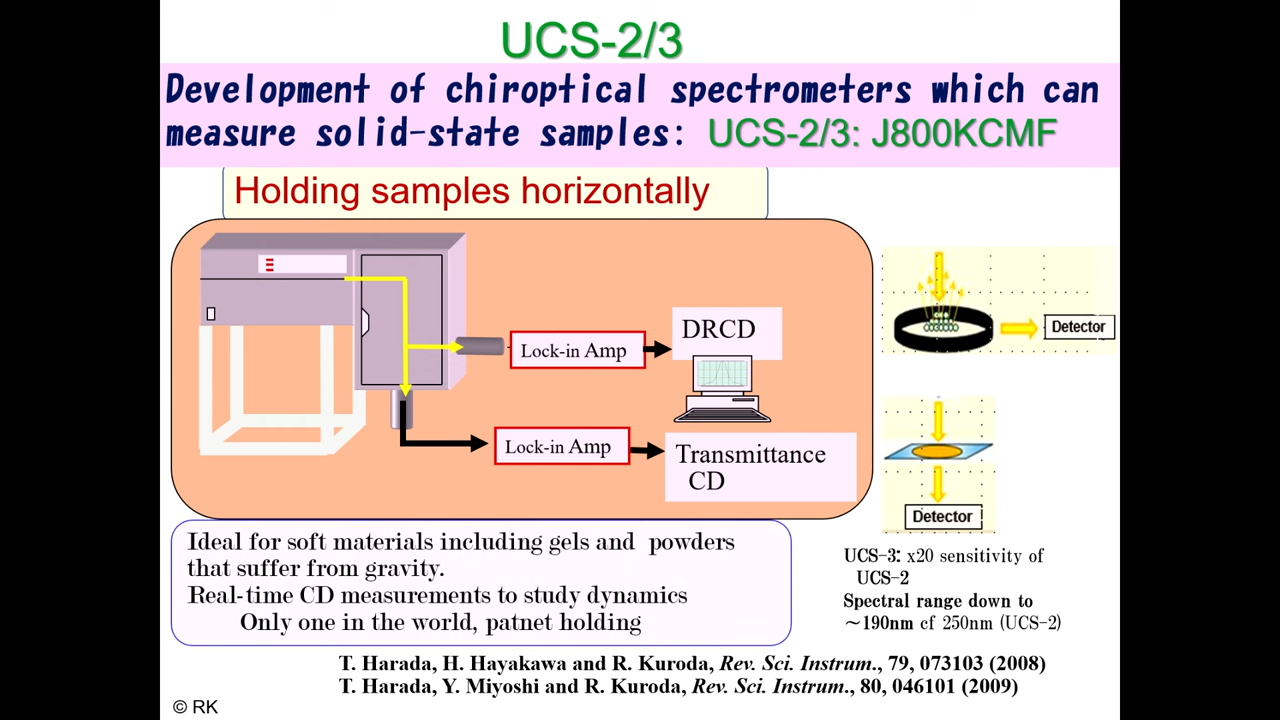 UCS-2/3
Development of chiroptical spectrometers which can
measure solid-state samples: UCS-2/3: J800KCMF
Holding samples horizontally
Lock-in Amp
DRCD
Detector
Lock-in Amp
Transmittance
CD
Detector
Ideal for soft materials including gels and powders
that suffer from gravity.
Real-time CD measurements to study dynamics
Only one in the world, patnet holding
UCS-3: x20 sensitivity of
UCS-2
Spectral range down to
~190nm cf 250nm (UCS-2)
T. Harada, H. Hayakawa and R. Kuroda, Rev. Sci. Instrum., 79, 073103 (2008)
T. Harada, Y. Miyoshi and R. Kuroda, Rev. Sci. Instrum., 80, 046101 (2009)
© RK